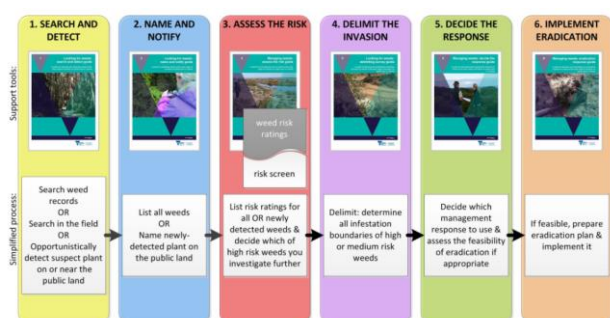 1. SEARCH AND
DETECT
2. NAME AND
NOTIFY
3. ASSESS THE RISK
4. DELIMIT THE
INVASION
5. DECIDE THE
RESPONSE
6. IMPLEMENT
ERADICATION
Support tools:
weed risk
ratings
risk screen
Simplified process:
Search weed
records
OR
Search in the field
OR
Opportunistically
detect suspect plant
on or near the
public land
List all weeds
OR
Name newly-
detected plant on
the public land
List risk ratings for
all OR newly
detected weeds &
decide which of
high risk weeds you
investigate further
Delimit: determine
all infestation
boundaries of high
or medium risk
weeds
Decide which
management
response to use &
assess the feasibility
of eradication if
appropriate
If feasible, prepare
eradication plan &
implement it